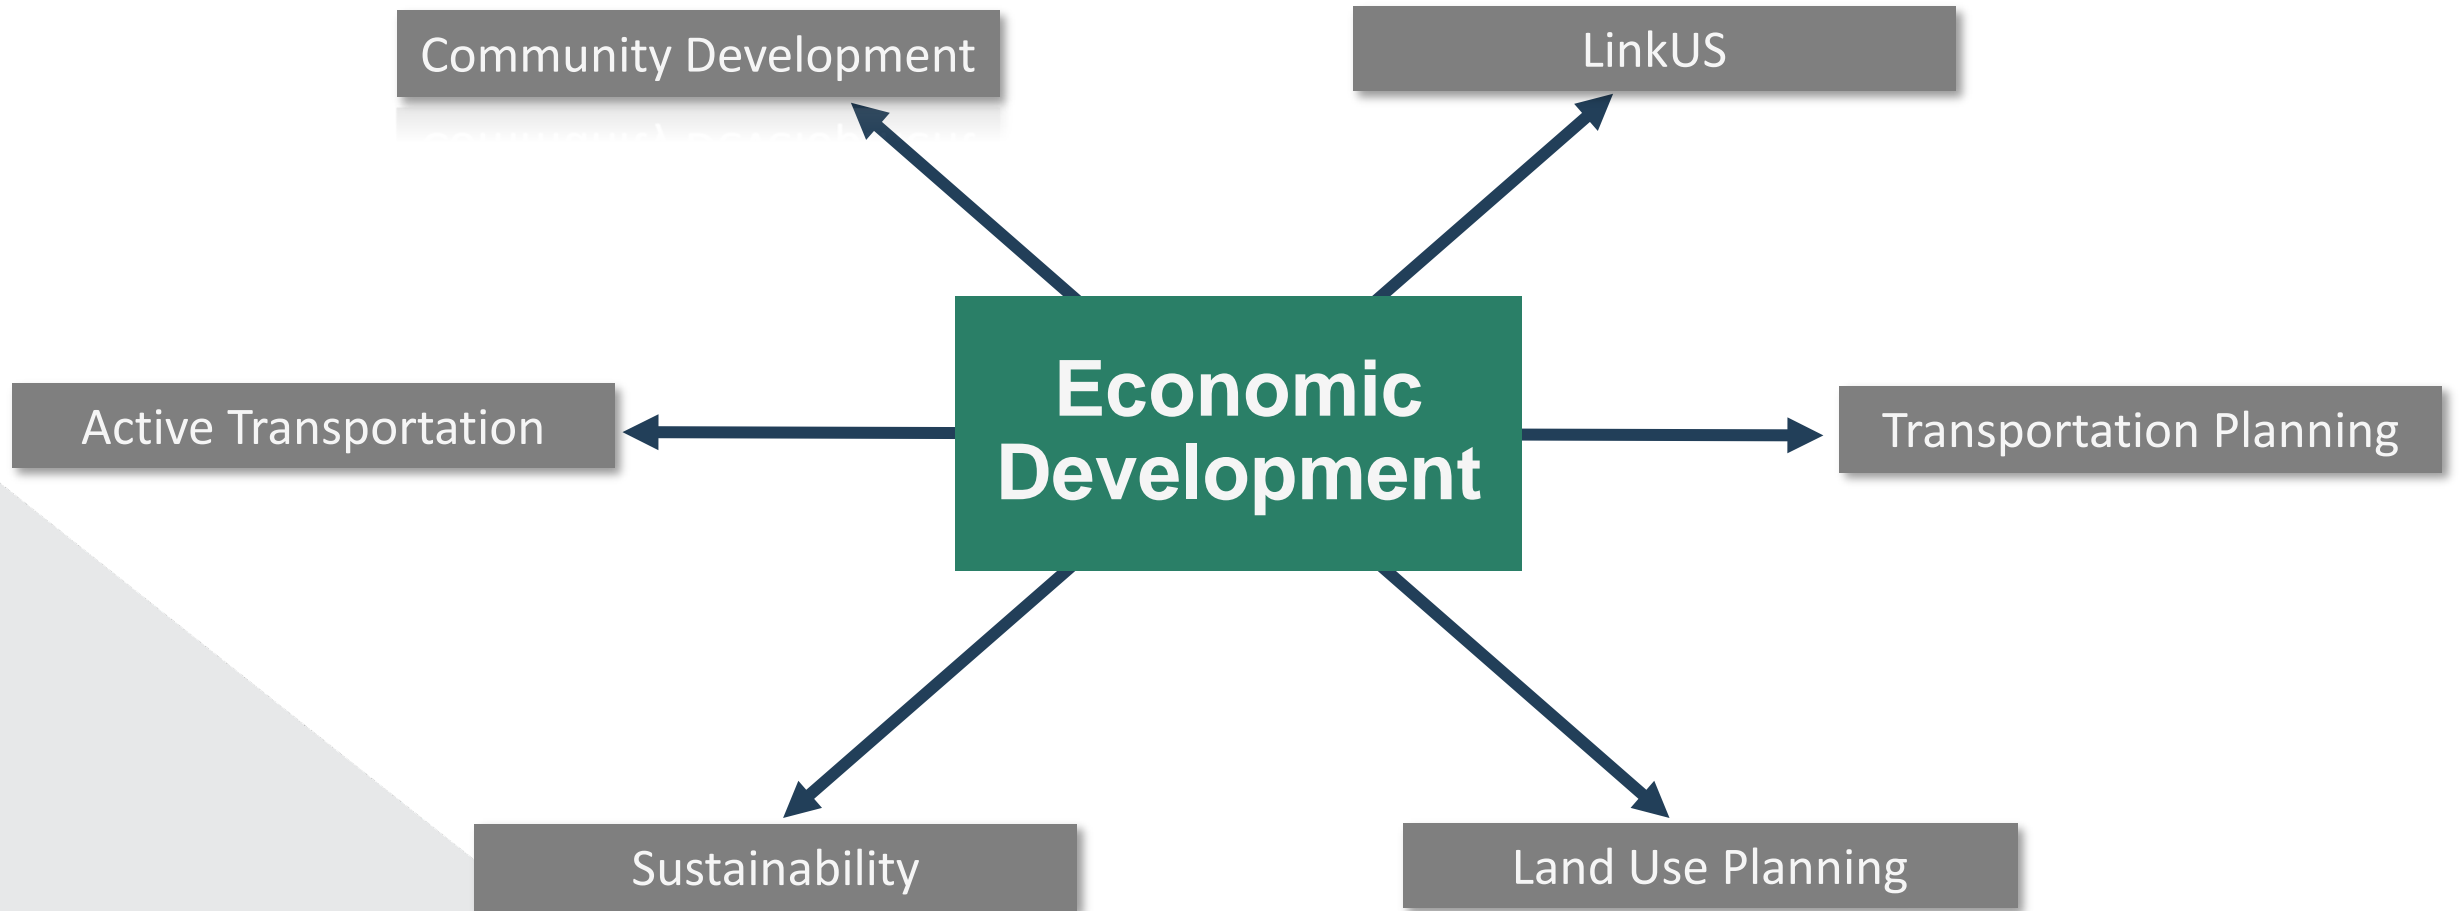 Community Development
LinkUS
Economic
Development
Active Transportation
Transportation Planning
Sustainability
Land Use Planning